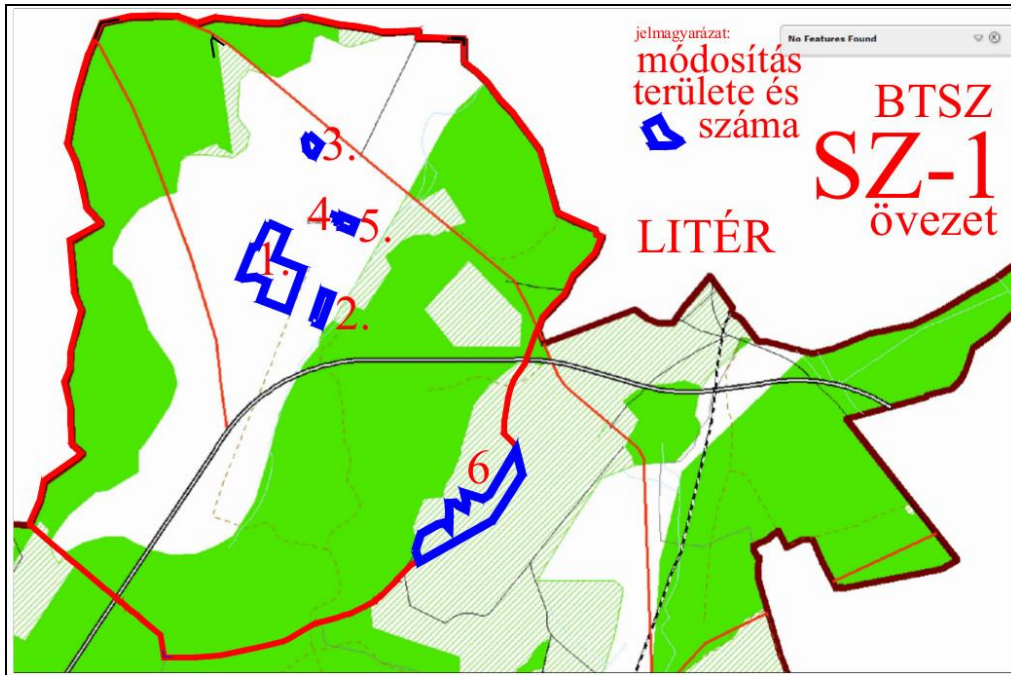 jelmagyarázat:
módosítás
területe és
száma
No Features Found
BTSZ
SZ-1
övezet
LITÉR
3.
4.
5.
1.
2.
6